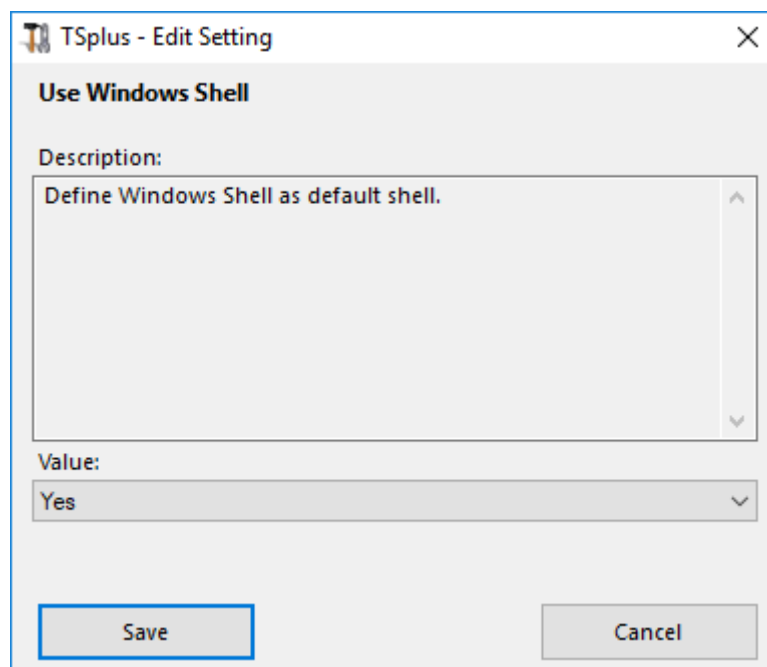 TSplus - Edit Setting
Use Windows Shell
Description:
Define Windows Shell as default shell.
Value:
Yes
Save
Cancel